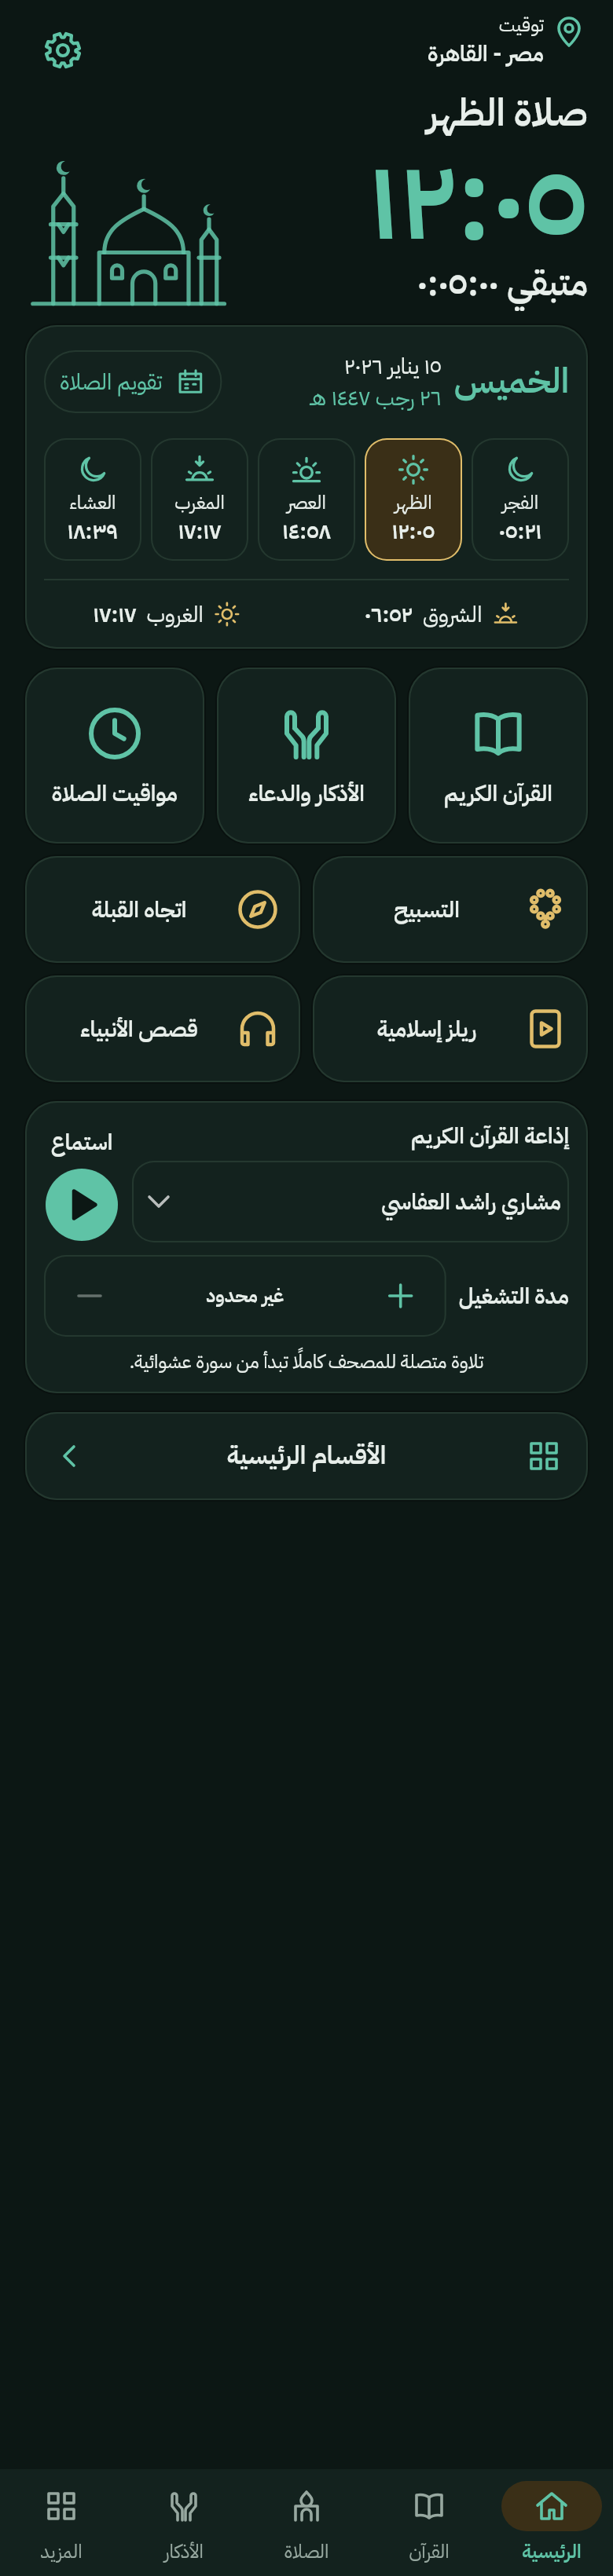 توقيت
مصر - القاهرة
صلاة الظهر
١٢:٠٥
متبقي ٠:٠٥:٠٠
الخميس
١٥ يناير ٢٠٢٦
٢٦ رجب ١٤٤٧ هـ
تقويم الصلاة
الفجر
٠٥:٢١
الظهر
١٢:٠٥
العصر
١٤:٥٨
المغرب
١٧:١٧
العشاء
١٨:٣٩
الشروق ٠٦:٥٢
الغروب ١٧:١٧
القرآن الكريم
الأذكار والدعاء
مواقيت الصلاة
التسبيح
اتجاه القبلة
ريلز إسلامية
قصص الأنبياء
إذاعة القرآن الكريم
استماع
مشاري راشد العفاسي
مدة التشغيل
غير محدود
تلاوة متصلة للمصحف كاملًا تبدأ من سورة عشوائية.
الأقسام الرئيسية
الرئيسية
القرآن
الصلاة
الأذكار
المزيد